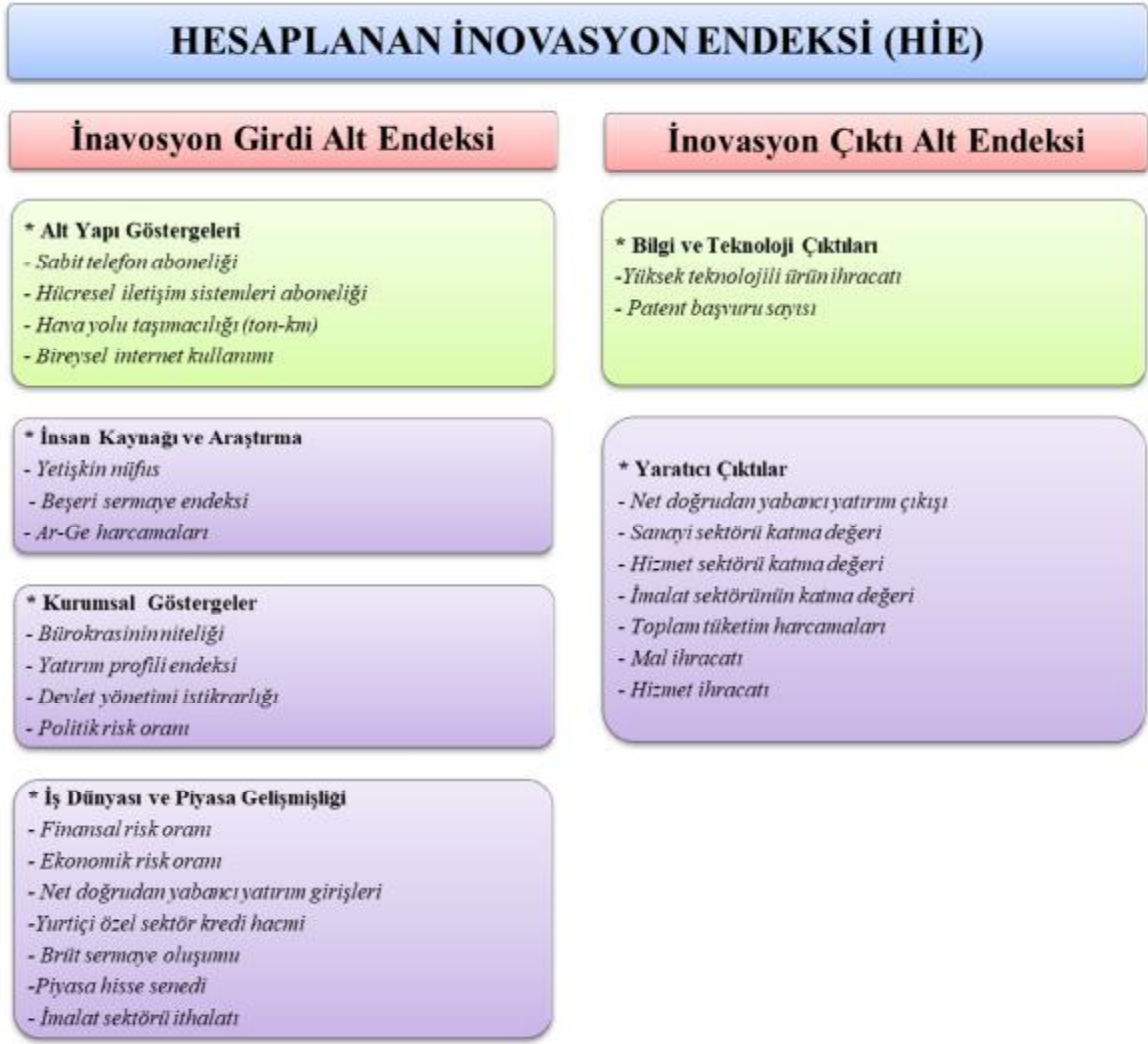 HESAPLANAN İNOVASYON ENDEKSİ (HİE)
İnavosyon Girdi Alt Endeksi
* Alt Yapı Göstergeleri
- Sabit telefon aboneliği
- Hücresel iletişim sistemleri aboneliği
- Hava yolu taşımacılığı (ton-km)
- Bireysel internet kullanımı
* İnsan Kaynağı ve Araştırma
- Yetişkin nüfus
- Beşeri sermaye endeksi
- Ar-Ge harcamaları
* Kurumsal Göstergeler
- Bürokrasinin niteliği
- Yatırım profili endeksi
- Devlet yönetimi istikrarlığı
- Politik risk oranı
* İş Dünyası ve Piyasa Gelişmişliği
- Finansal risk oranı
- Ekonomik risk oranı
- Net doğrudan yabancı yatırım girişleri
-Yurtiçi özel sektör kredi hacmi
- Brüt sermaye oluşumu
-Piyasa hisse senedi
- İmalat sektörü ithalatı
İnovasyon Çıktı Alt Endeksi
* Bilgi ve Teknoloji Çıktıları
-Yüksek teknolojili ürün ihracatı
- Patent başvuru sayısı
* Yaratıcı Çıktılar
- Net doğrudan yabancı yatırım çıkışı
- Sanayi sektörü katma değeri
- Hizmet sektörü katma değeri
- İmalat sektörünün katma değeri
- Toplam tüketim harcamaları
- Mal ihracatı
- Hizmet ihracatı